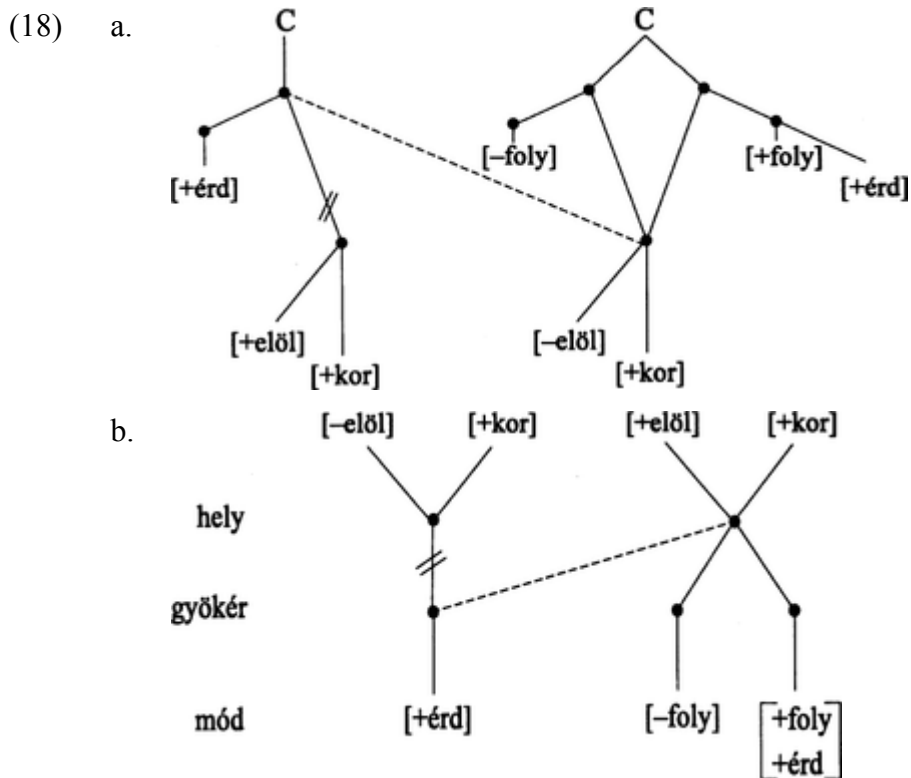 (18) a. C C
[−foly] [+foly]
[+érd] [+érd]
[+elöl] [−elöl]
[+kor] [+kor]
b. [−elöl] [+kor] [+elöl] [+kor]
hely
gyökér
mód [+érd] [−foly] [+foly
+érd]